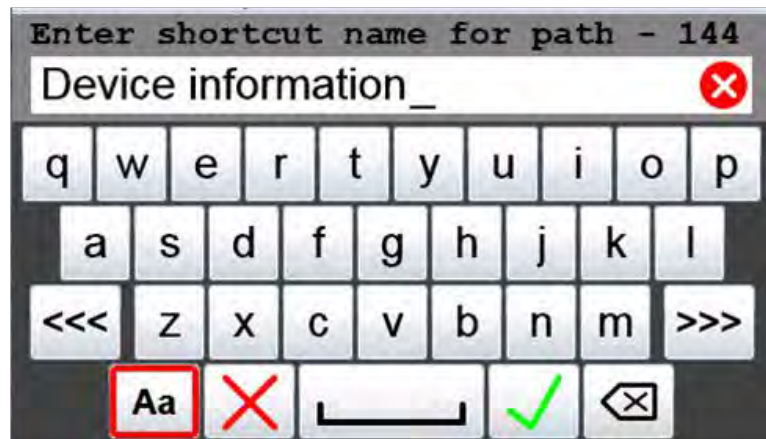 Enter shortcut name for path - 144
Device information_
q w e r t y u i o p
a s d f g h j k l
<<< z x c v b n m >>>
Aa